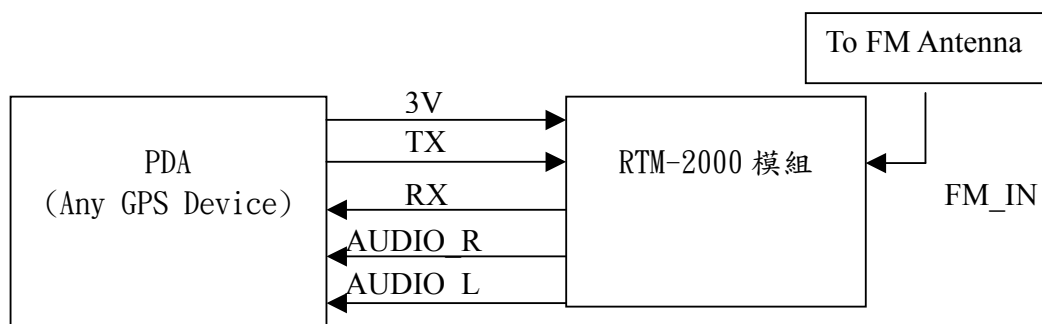 To FM Antenna
3V
TX
PDA
(Any GPS Device)
RTM-2000 模組
RX
FM_IN
AUDIO_R
AUDIO_L